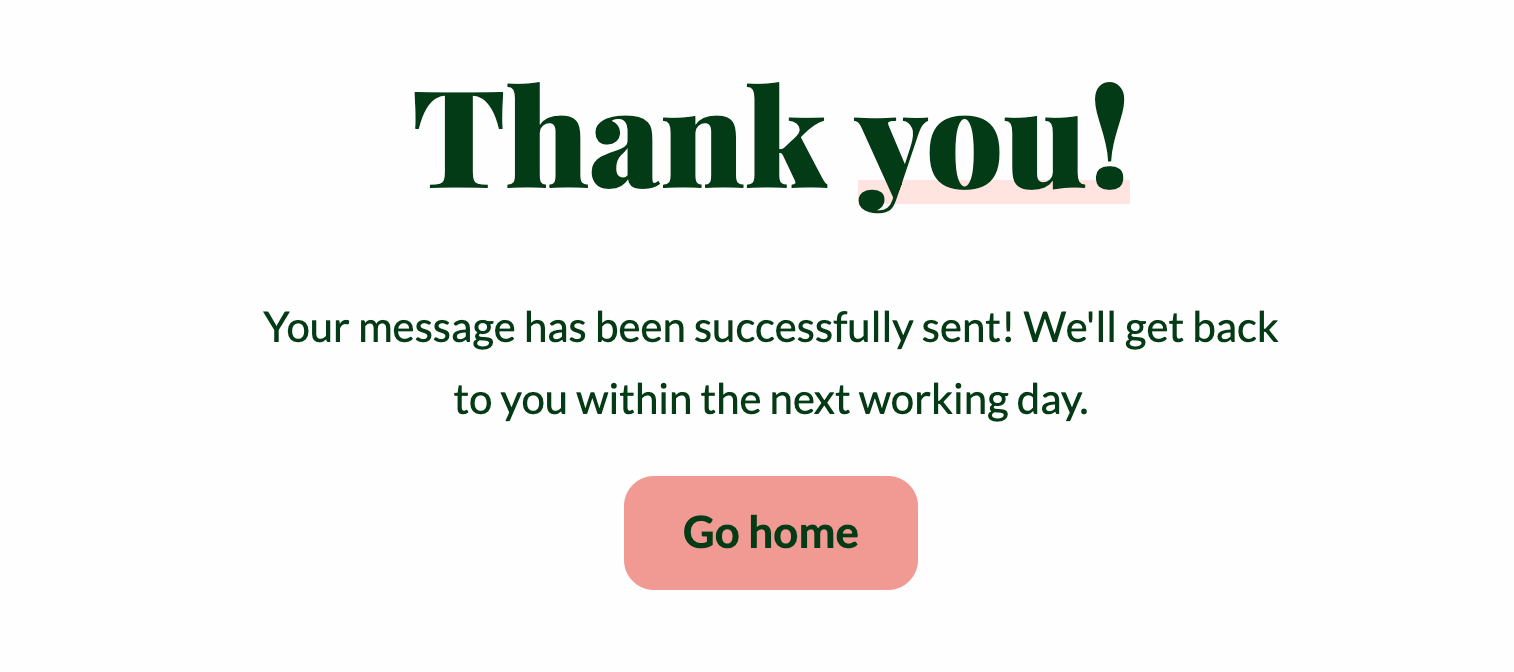 Thank you!
Your message has been successfully sent! We'll get back
to you within the next working day.
Go home